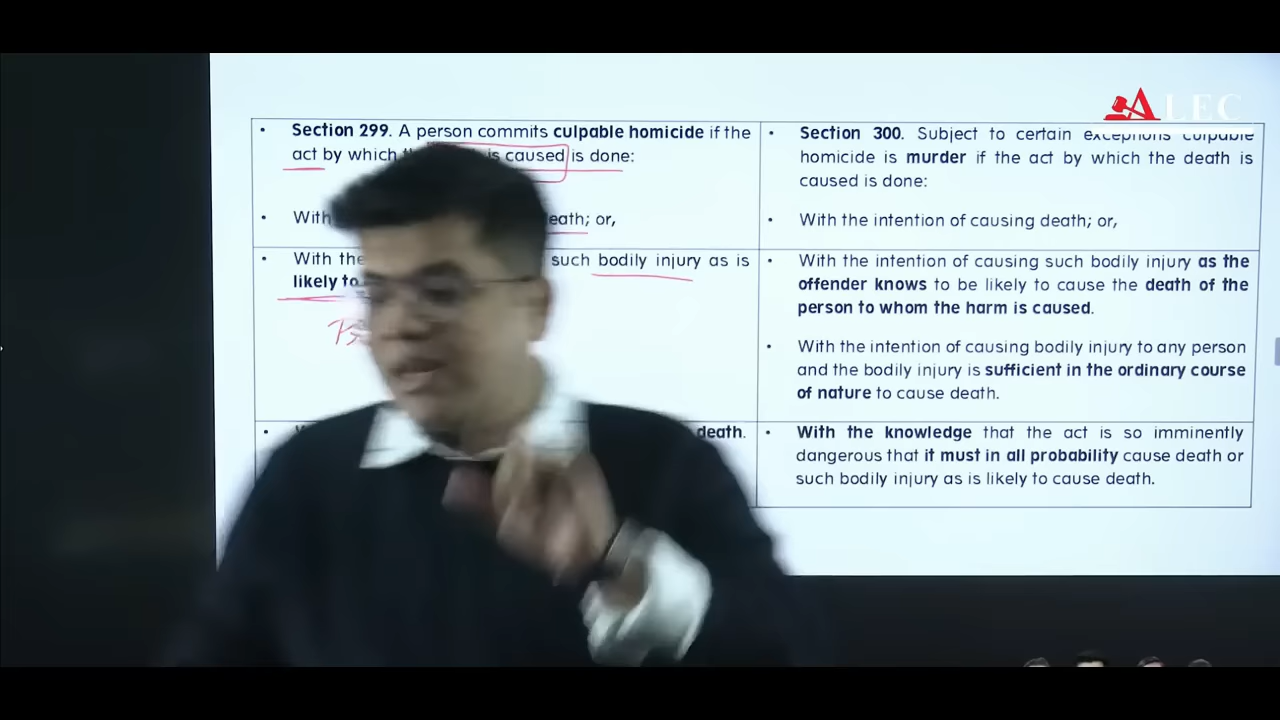 ALEC
Section 299. A person commits culpable homicide if the
act by which is caused is done:
With death; or,
With the such bodily injury as is
likely to
death.
Section 300. Subject to certain exceptions culpable
homicide is murder if the act by which the death is
caused is done:
With the intention of causing death; or,
With the intention of causing such bodily injury as the
offender knows to be likely to cause the death of the
person to whom the harm is caused.
With the intention of causing bodily injury to any person
and the bodily injury is sufficient in the ordinary course
of nature to cause death.
With the knowledge that the act is so imminently
dangerous that it must in all probability cause death or
such bodily injury as is likely to cause death.